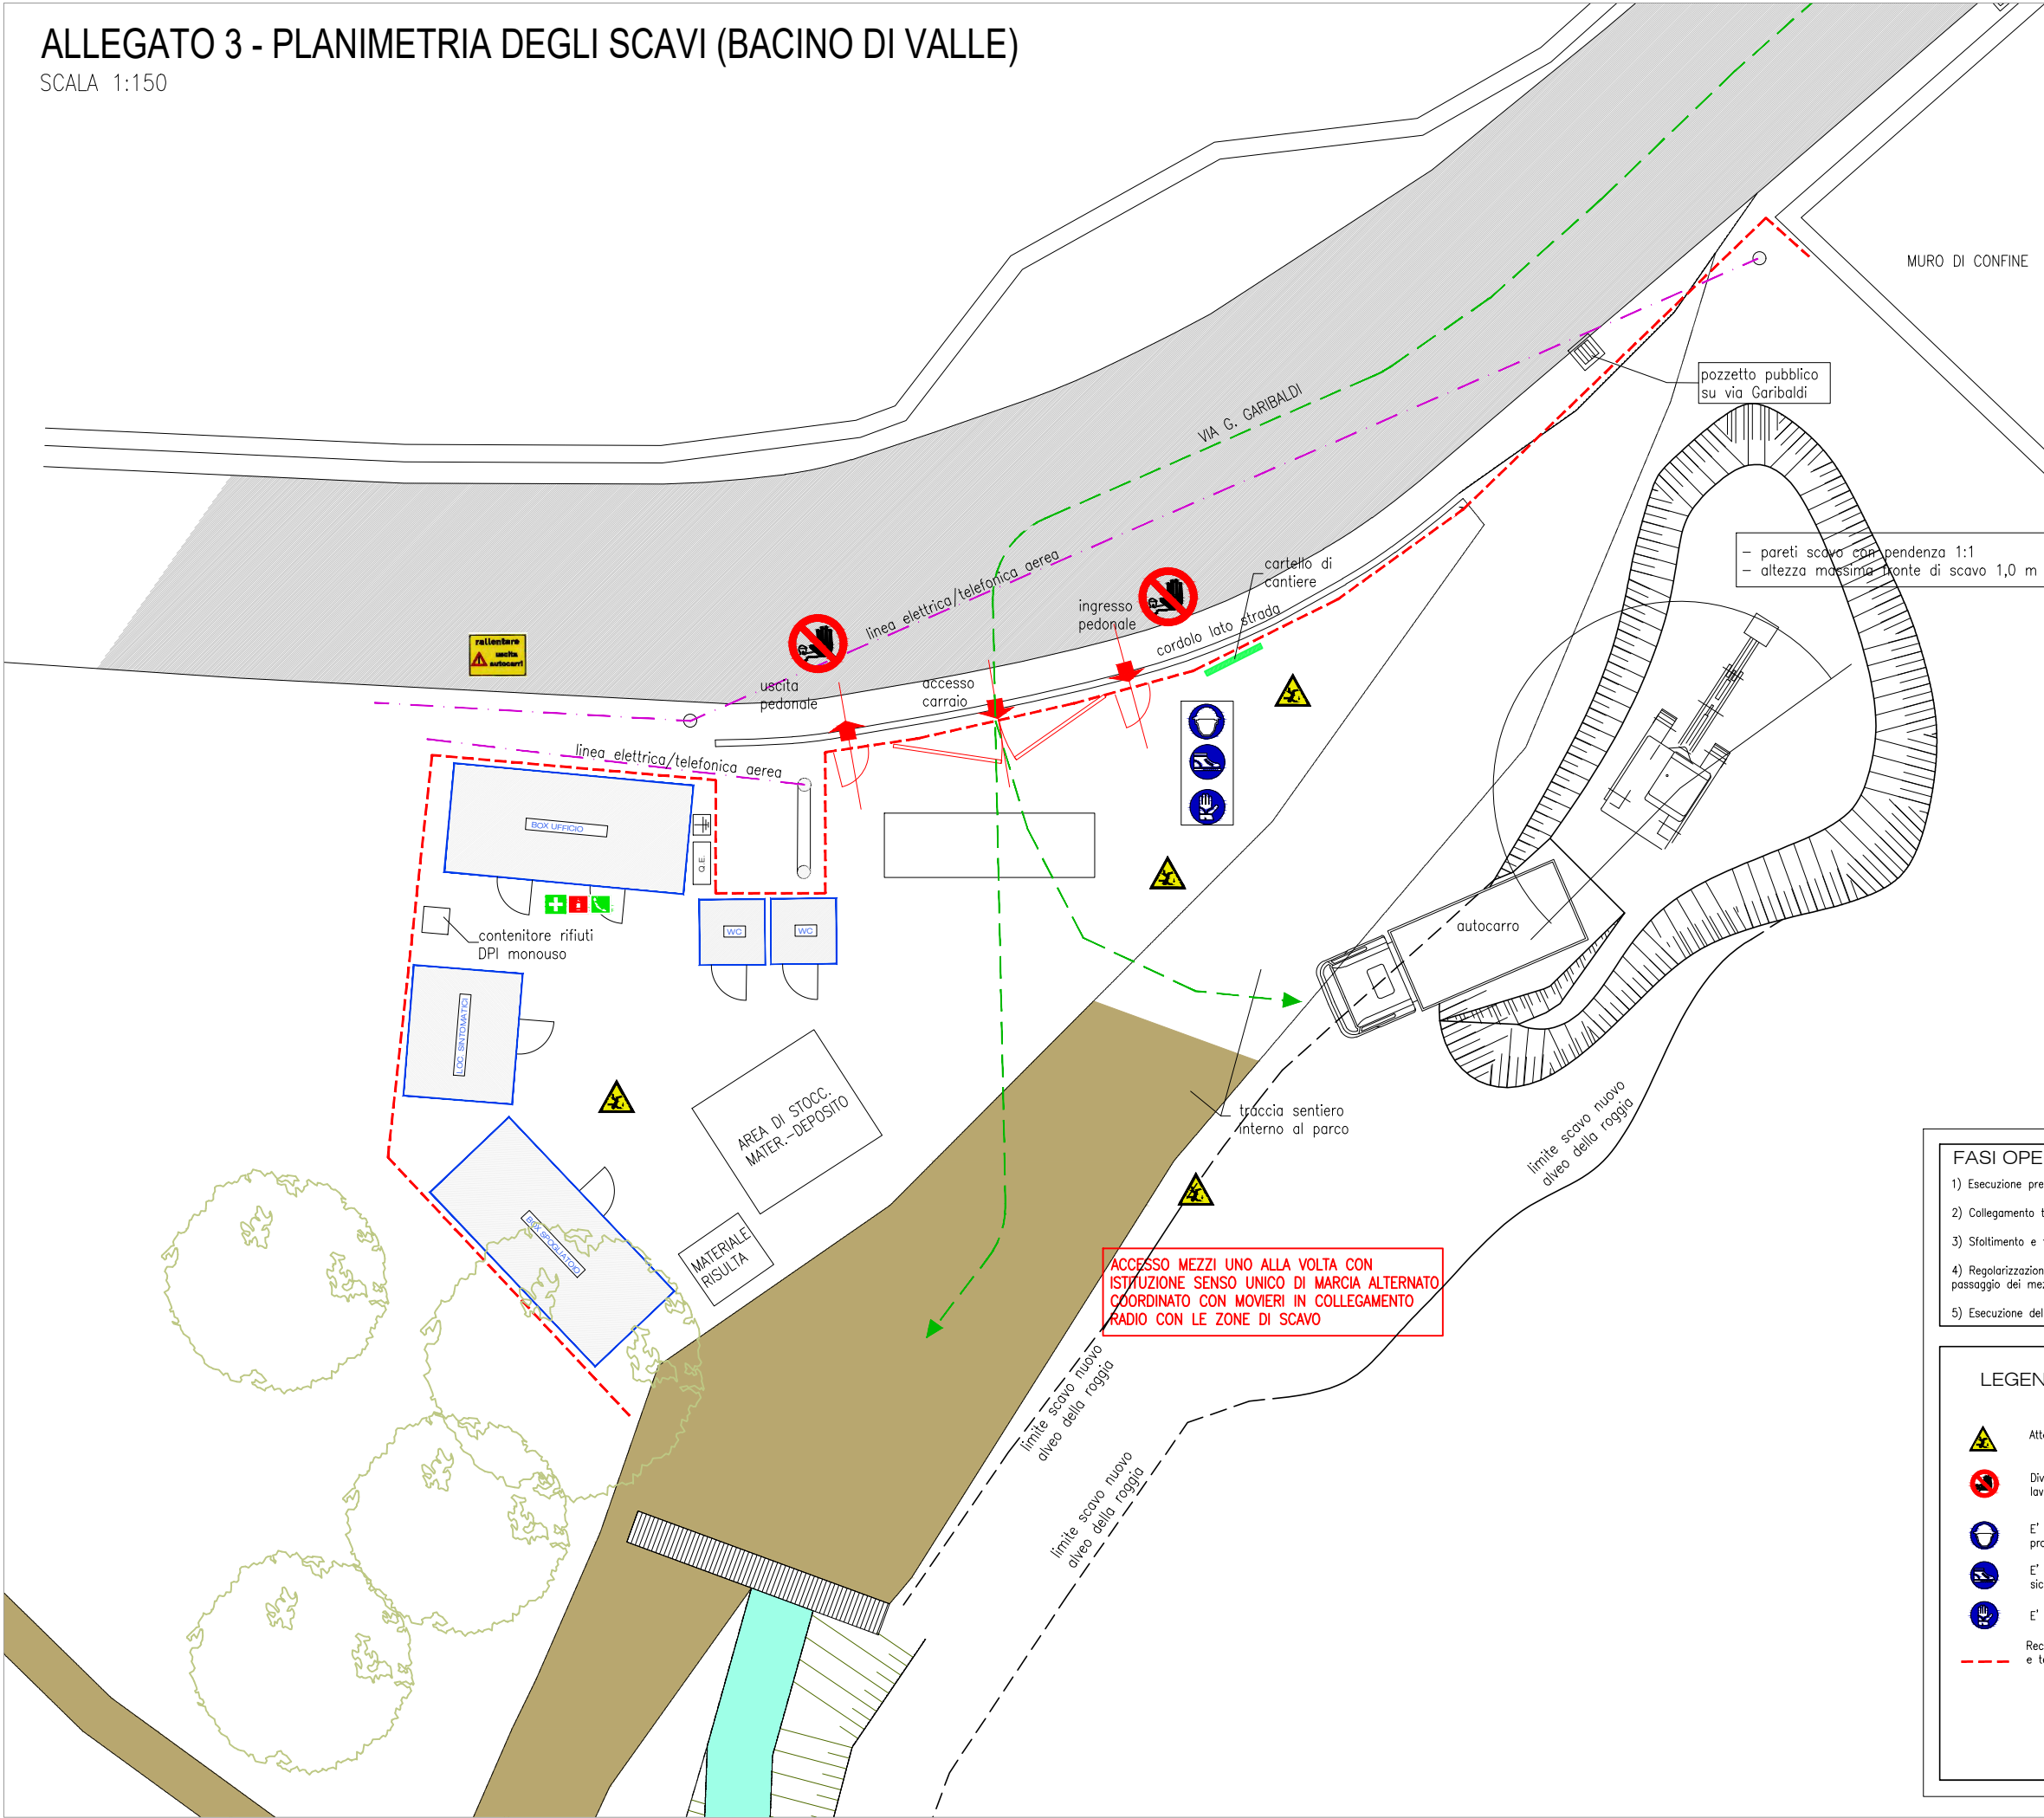 ALLEGATO 3 - PLANIMETRIA DEGLI SCAVI (BACINO DI VALLE)
SCALA 1:150
MURO DI CONFINE
pozzetto pubblico
su via Garibaldi
VIA G. GARIBALDI
- pareti scavo con pendenza 1:1
- altezza massima fronte di scavo 1,0 m
linea elettrica/telefonica aerea
cartello di
cantiere
ingresso
pedonale
cordolo lato strada
rallentare
uscita
autocarri
uscita
pedonale
accesso
carraio
linea elettrica/telefonica aerea
BOX UFFICIO
Q.E.
WC
WC
contenitore rifiuti
DPI monouso
LOC. SINTOMATICI
autocarro
AREA DI STOCC.
MATER.-DEPOSITO
traccia sentiero
interno al parco
limite scavo nuovo
alveo della roggia
BOX SPOGLIATOIO
MATERIALE
RISULTA
ACCESSO MEZZI UNO ALLA VOLTA CON
ISTITUZIONE SENSO UNICO DI MARCIA ALTERNATO
COORDINATO CON MOVIERI IN COLLEGAMENTO
RADIO CON LE ZONE DI SCAVO
limite scavo nuovo
alveo della roggia
limite scavo nuovo
alveo della roggia
FASI OPE
1) Esecuzione pre
2) Collegamento t
3) Sfoltimento e
4) Regolarizzazion
passaggio dei mez
5) Esecuzione del
LEGEN
Att
Div
lav
E'
pro
E'
sic
E'
Rec
e t